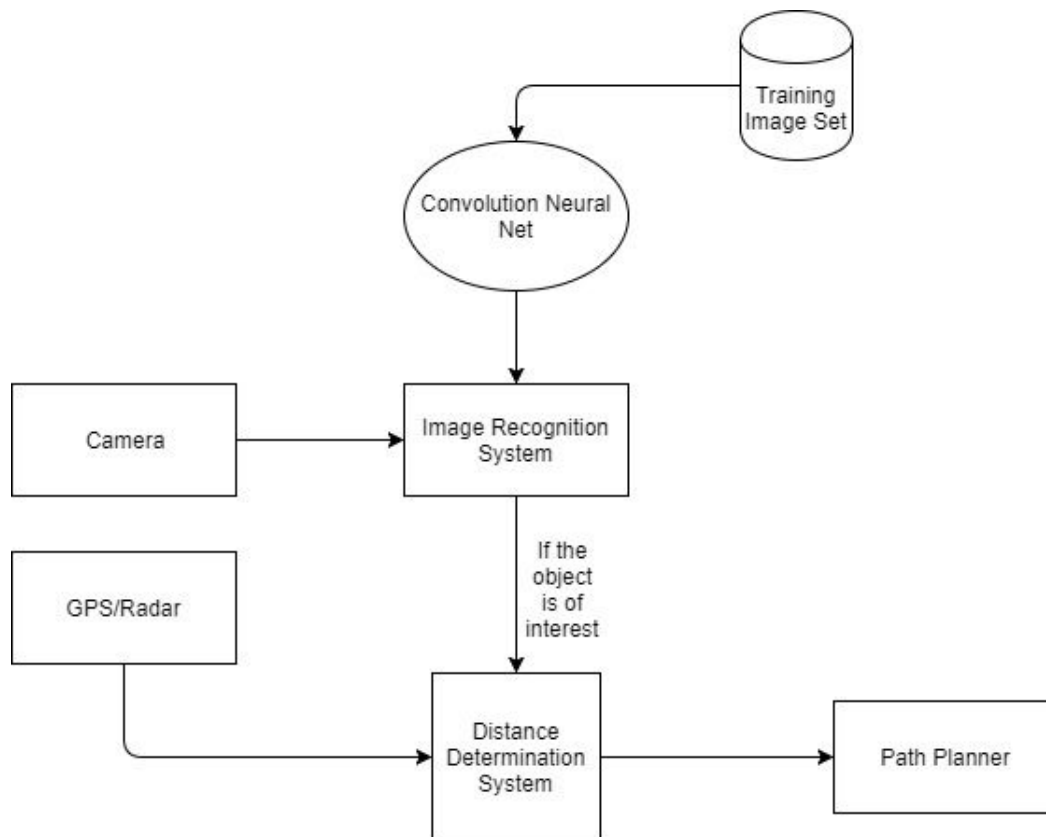 Training
Image Set
Convolution Neural
Net
Camera
Image Recognition
System
If the
object
is of
interest
GPS/Radar
Distance
Determination
System
Path Planner